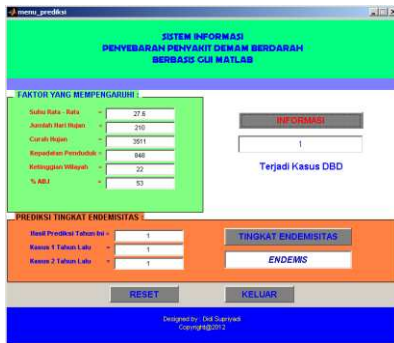 menu_prediksi
SISTEM INFORMASI
PENYEBARAN PENYAKIT DEMAM BERDARAH
BERBASIS GUI MATLAB
FAKTOR YANG MEMPENGARUHI :
Suhu Rata - Rata = 27.6
Jumlah Hari Hujan = 210
Curah Hujan = 3511
Kepadatan Penduduk = 846
Ketinggian Wilayah = 22
% ABJ = 53
INFORMASI
1
Terjadi Kasus DBD
PREDIKSI TINGKAT ENDEMISITAS :
Hasil Prediksi Tahun Ini = 1
Kasus 1 Tahun Lalu = 1
Kasus 2 Tahun Lalu = 1
TINGKAT ENDEMISITAS
ENDEMIS
RESET
KELUAR
Designed by : Didi Supriyadi
Copyright@2012